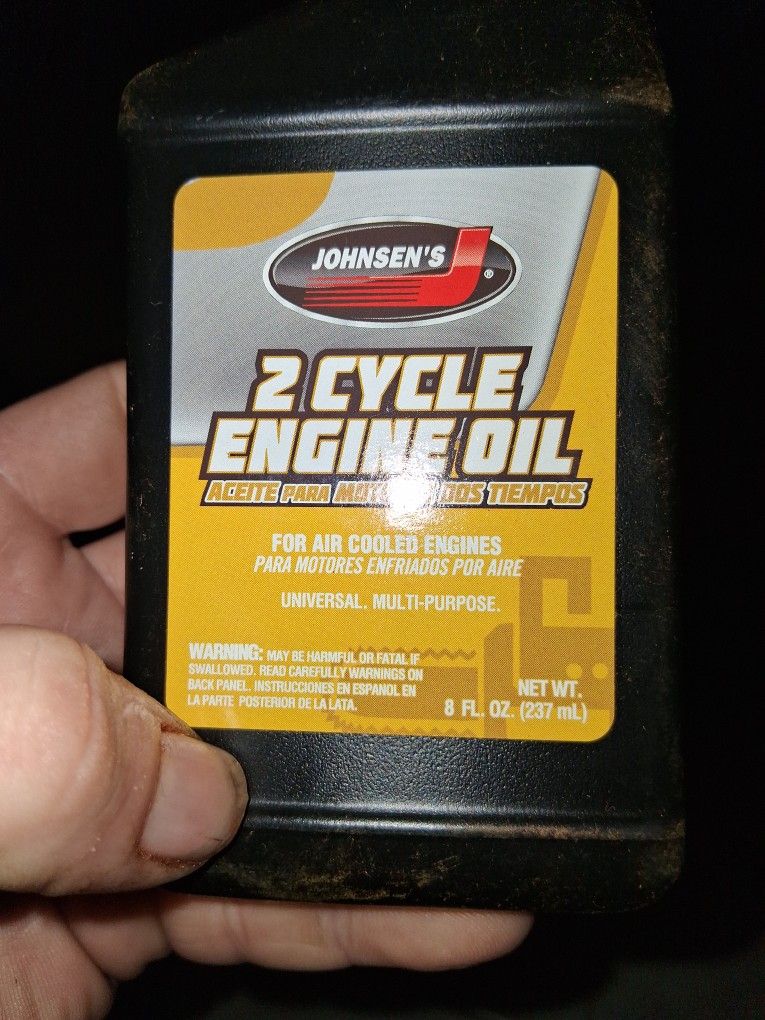 JOHNSEN'S
®
2 CYCLE
ENGINE OIL
ACEITE PARA DOS TIEMPOS
FOR AIR COOLED ENGINES
PARA MOTORES ENFRIADOS POR AIRE
UNIVERSAL. MULTI-PURPOSE.
WARNING: MAY BE HARMFUL OR FATAL IF
SWALLOWED. READ CAREFULLY WARNINGS ON
BACK PANEL. INSTRUCCIONES EN ESPANOL EN
LA PARTE POSTERIOR DE LA LATA.
NET WT.
8 FL. OZ. (237 mL)